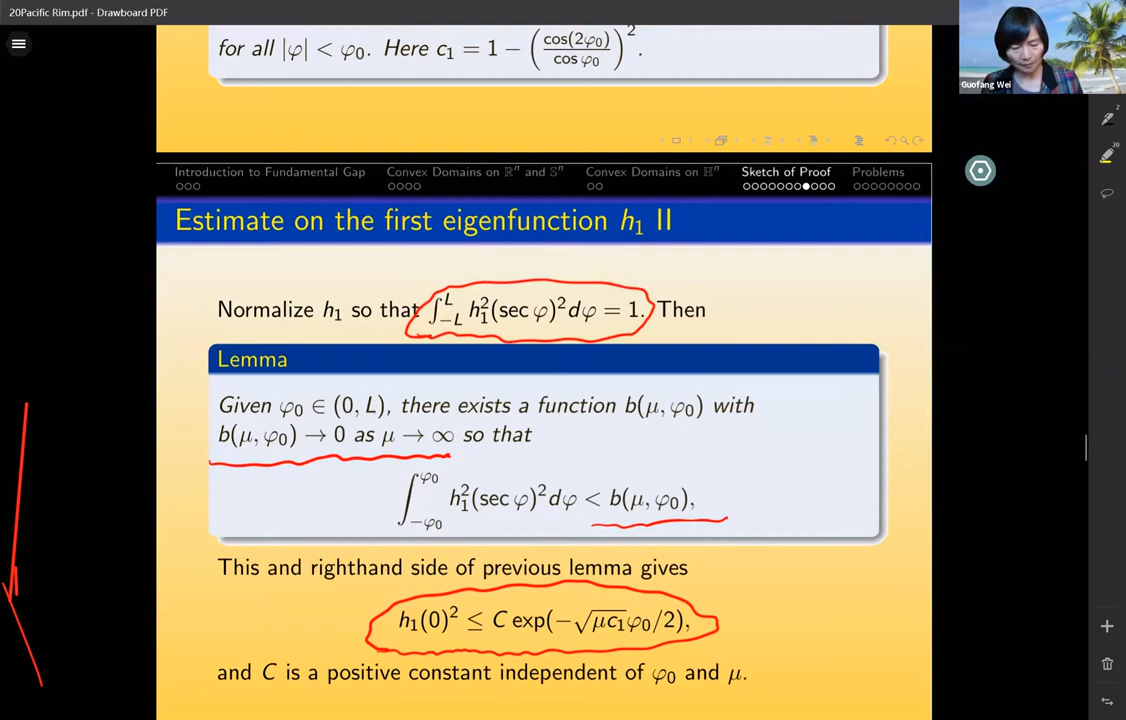 20Pacific Rim.pdf - Drawboard PDF
Guofang Wei
for all |φ| < φ₀. Here c₁ = 1 − (cos(2φ₀)/cos φ₀)².
Introduction to Fundamental Gap Convex Domains on ℝⁿ and 𝕊ⁿ Convex Domains on ℍⁿ Sketch of Proof Problems
Estimate on the first eigenfunction h₁ II
Normalize h₁ so that ∫_{-L}^{L} h₁²(sec φ)²dφ = 1. Then
Lemma
Given φ₀ ∈ (0, L), there exists a function b(μ, φ₀) with
b(μ, φ₀) → 0 as μ → ∞ so that
∫_{-φ₀}^{φ₀} h₁²(sec φ)²dφ < b(μ, φ₀),
This and righthand side of previous lemma gives
h₁(0)² ≤ C exp(−√(μc₁)φ₀/2),
and C is a positive constant independent of φ₀ and μ.
2
20